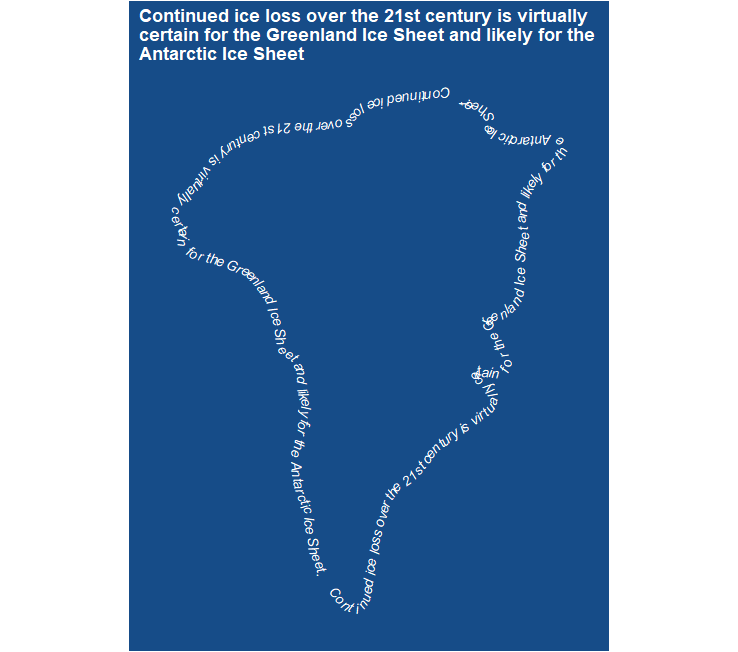 Continued ice loss over the 21st century is virtually
certain for the Greenland Ice Sheet and likely for the
Antarctic Ice Sheet
Continued ice loss over the 21st century is virtually certain for the Greenland Ice Sheet and likely for the Antarctic Ice Sheet.
Continued ice loss over the 21st century is virtually certain for the Greenland Ice Sheet and likely for the Antarctic Ice Sheet.